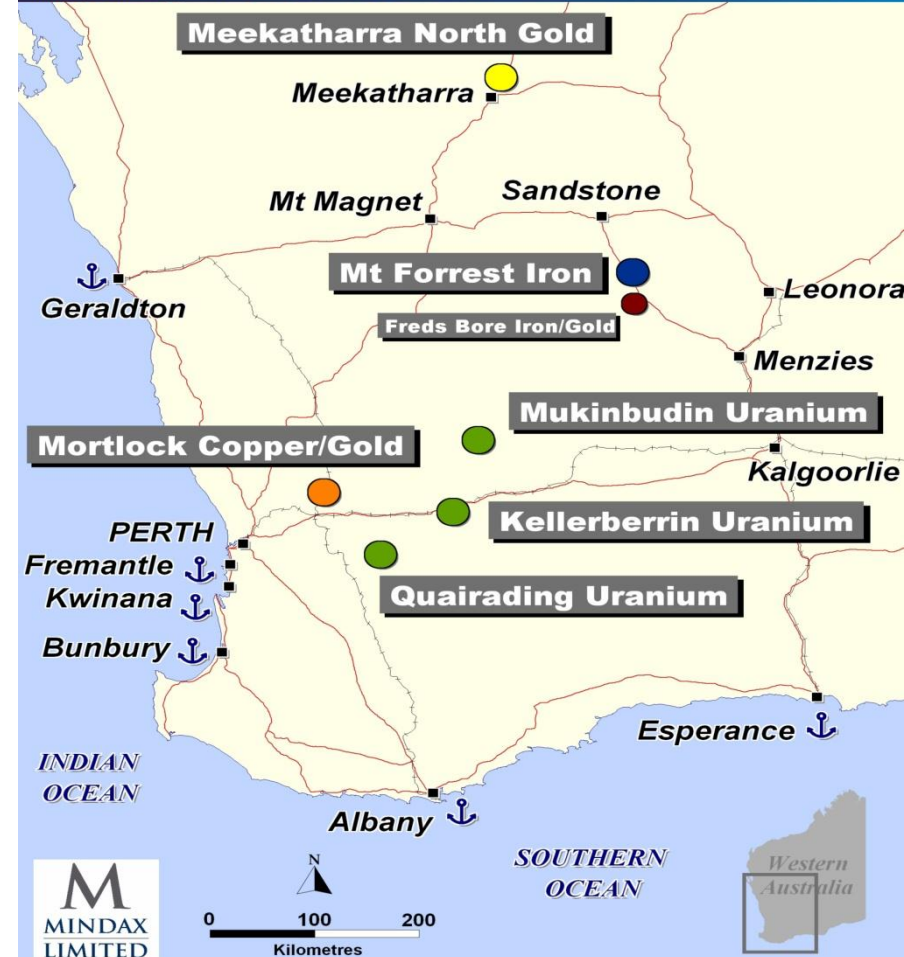 Meekatharra North Gold
Meekatharra
Mt Magnet
Sandstone
Mt Forrest Iron
Geraldton
Leonora
Freds Bore Iron/Gold
Menzies
Mukinbudin Uranium
Mortlock Copper/Gold
Kalgoorlie
Kellerberrin Uranium
PERTH
Fremantle
Kwinana
Quairading Uranium
Bunbury
Esperance
INDIAN
OCEAN
Albany
SOUTHERN
OCEAN
Western
Australia
N
M
MINDAX
LIMITED
0 100 200
Kilometres